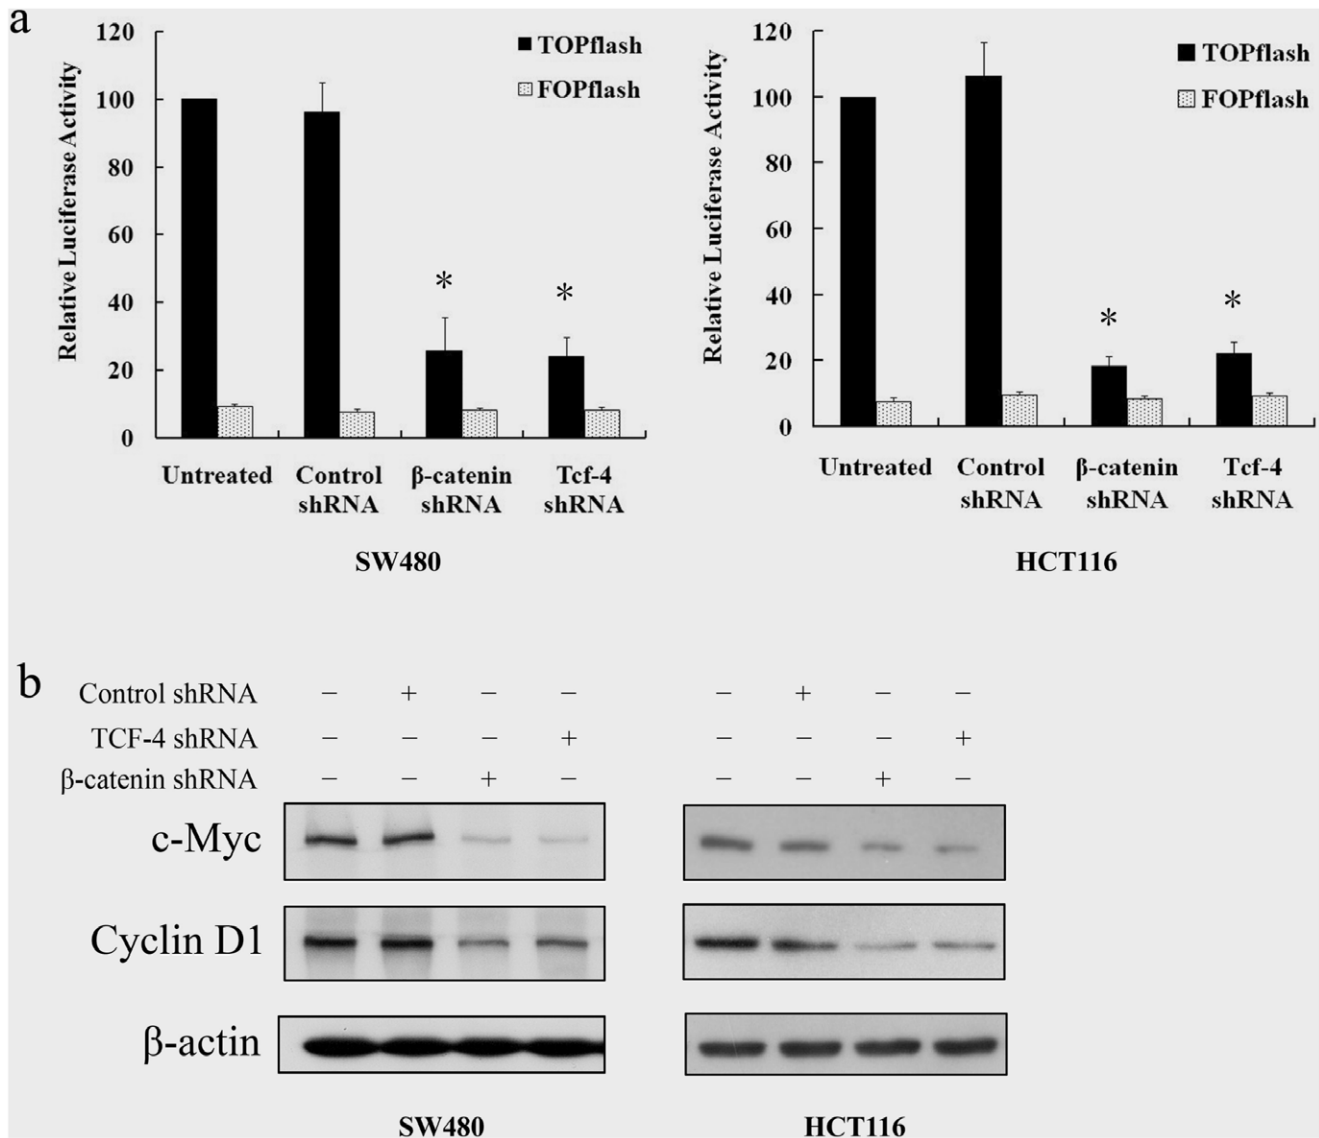 a
120
100
80
60
40
20
0
Relative Luciferase Activity
TOPflash
FOPflash
*
*
Untreated
Control shRNA
β-catenin shRNA
Tcf-4 shRNA
SW480
120
100
80
60
40
20
0
Relative Luciferase Activity
TOPflash
FOPflash
*
*
Untreated
Control shRNA
β-catenin shRNA
Tcf-4 shRNA
HCT116
b
Control shRNA − + − − − + − −
TCF-4 shRNA − − − + − − − +
β-catenin shRNA − − + − − − + −
c-Myc
Cyclin D1
β-actin
SW480
HCT116